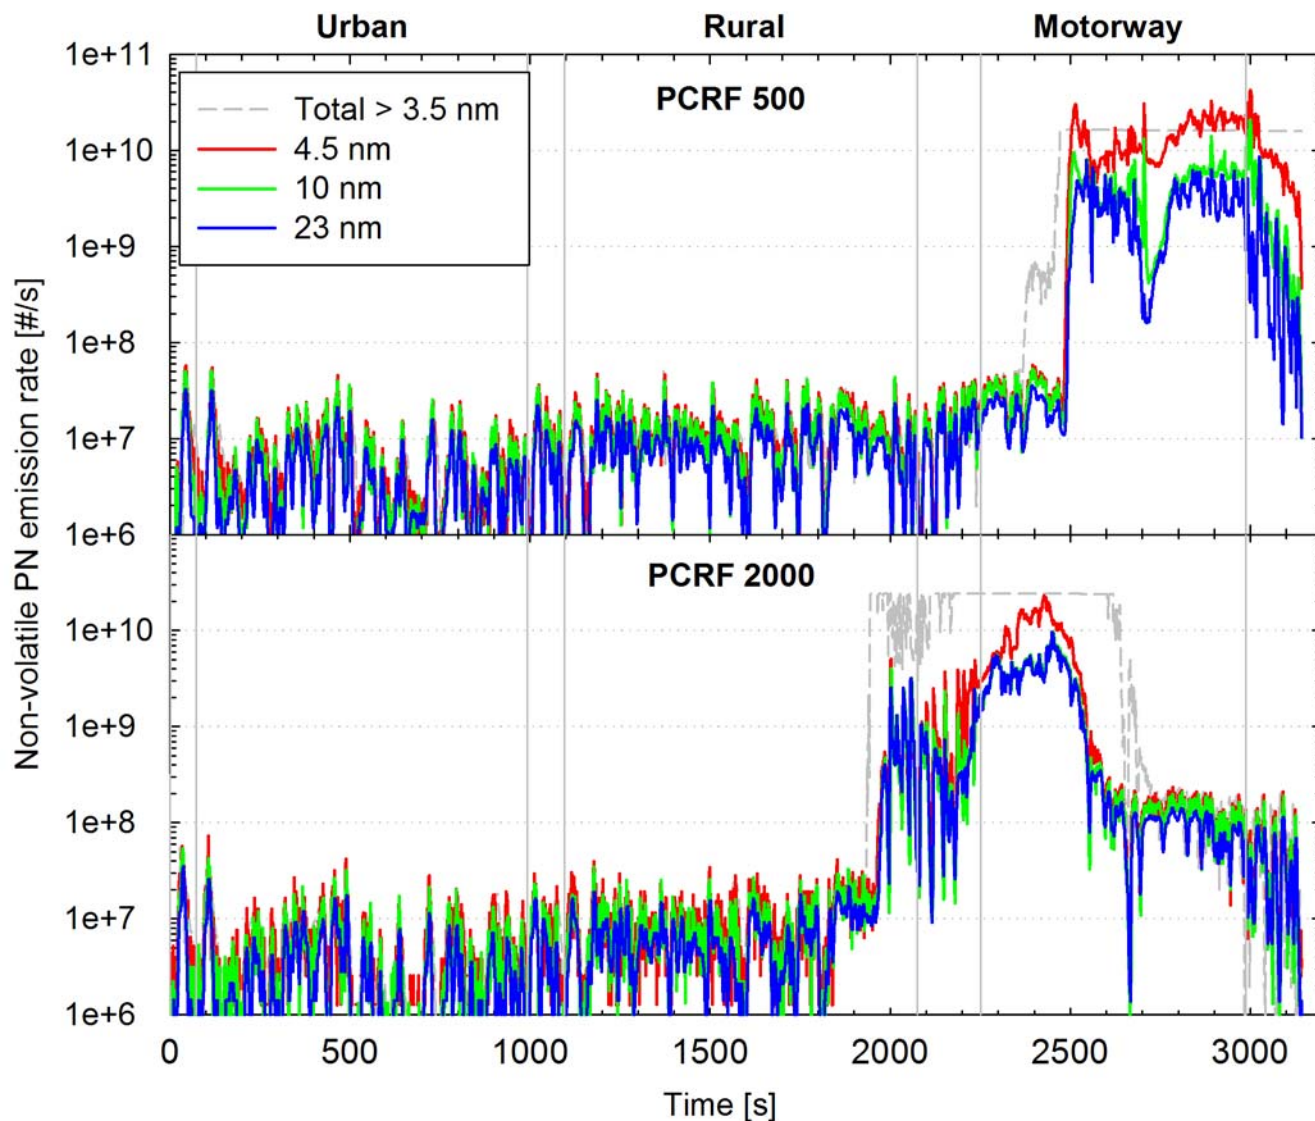 Urban Rural Motorway
1e+11
PCRF 500
Total > 3.5 nm
4.5 nm
10 nm
23 nm
1e+10
1e+9
1e+8
1e+7
1e+6
PCRF 2000
1e+10
1e+9
1e+8
1e+7
1e+6
0 500 1000 1500 2000 2500 3000
Time [s]
Non-volatile PN emission rate [#/s]